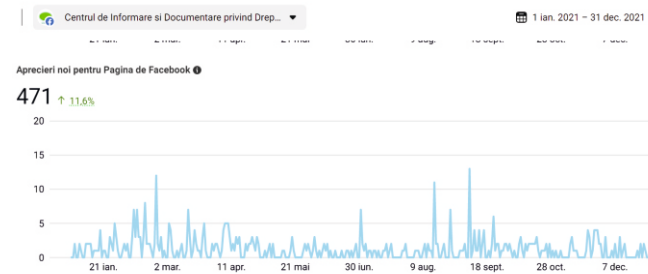 Centrul de Informare si Documentare privind Drep...
1 ian. 2021 – 31 dec. 2021
Aprecieri noi pentru Pagina de Facebook
471 ↑ 11,6%
20
15
10
5
0
21 ian. 2 mar. 11 apr. 21 mai 30 iun. 9 aug. 18 sept. 28 oct. 7 dec.